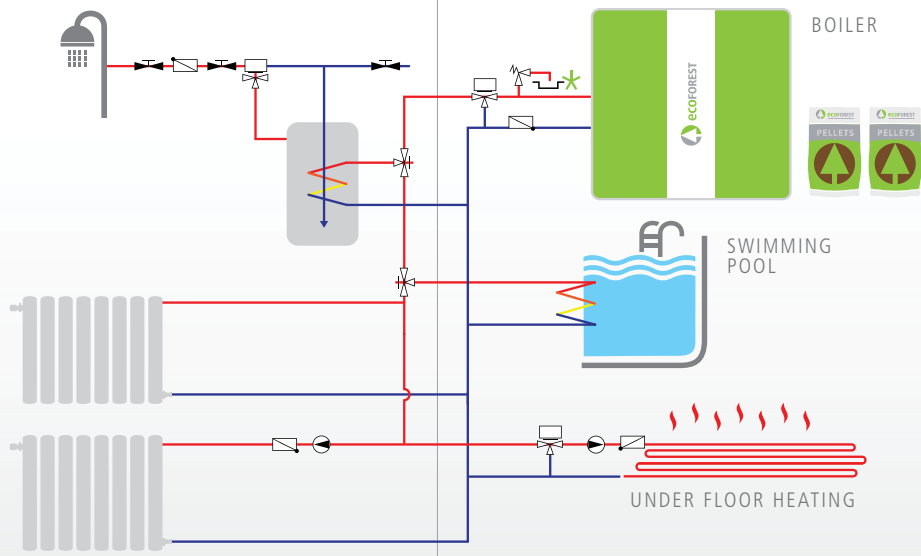 BOILER
ecoFOREST
ecoFOREST
ecoFOREST
PELLETS
PELLETS
SWIMMING
POOL
UNDER FLOOR HEATING